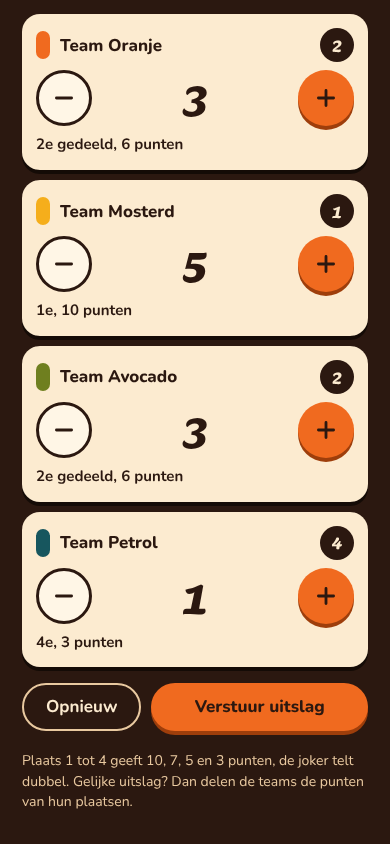 Team Oranje 2
− 3 +
2e gedeeld, 6 punten
Team Mosterd 1
− 5 +
1e, 10 punten
Team Avocado 2
− 3 +
2e gedeeld, 6 punten
Team Petrol 4
− 1 +
4e, 3 punten
Opnieuw Verstuur uitslag
Plaats 1 tot 4 geeft 10, 7, 5 en 3 punten, de joker telt
dubbel. Gelijke uitslag? Dan delen de teams de punten
van hun plaatsen.